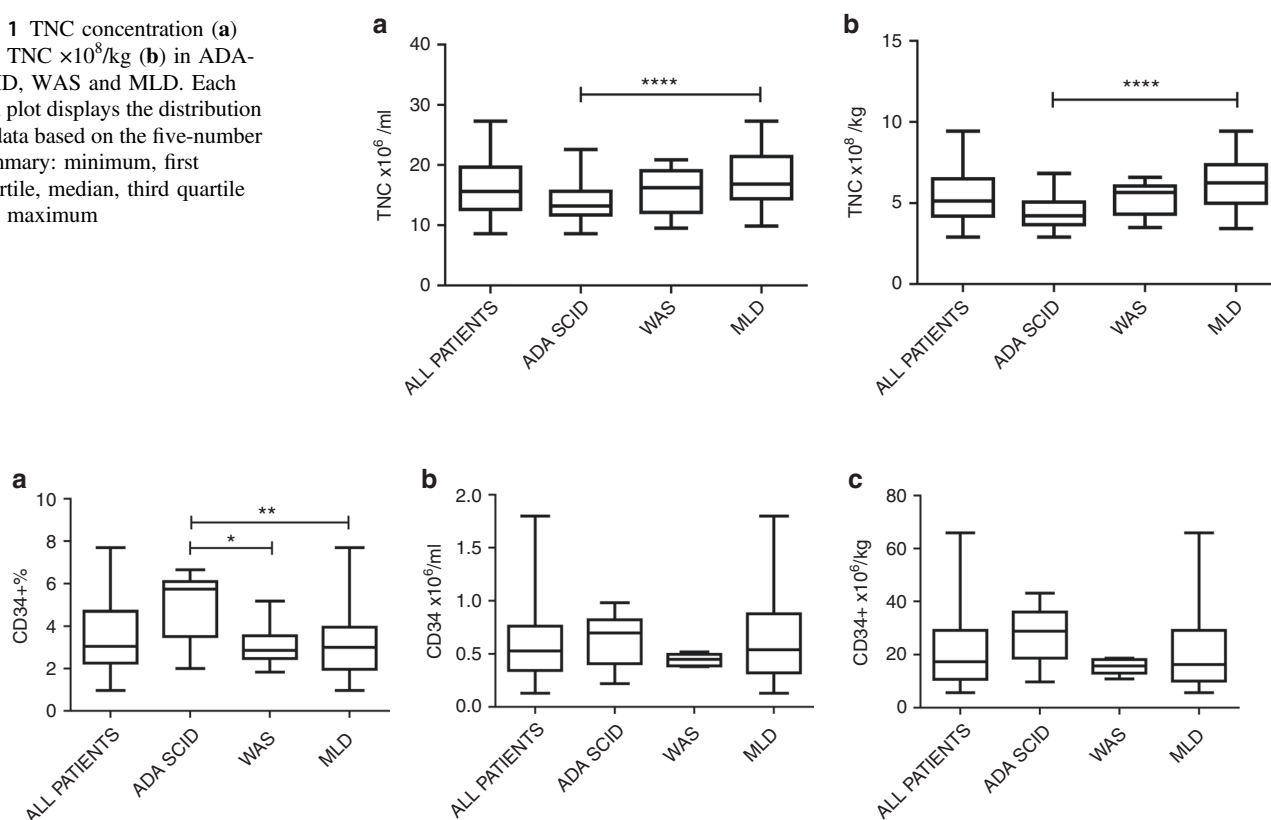 1 TNC concentration (a)
TNC ×10⁸/kg (b) in ADA-
D, WAS and MLD. Each
plot displays the distribution
data based on the five-number
mary: minimum, first
rtile, median, third quartile
maximum
a
40
30
20
10
0
TNC x10⁶ /ml
****
ALL PATIENTS
ADA SCID
WAS
MLD
b
15
10
5
0
TNC x10⁸ /kg
****
ALL PATIENTS
ADA SCID
WAS
MLD
a
10
8
6
4
2
0
CD34+%
**
*
ALL PATIENTS
ADA SCID
WAS
MLD
b
2.0
1.5
1.0
0.5
0.0
CD34 x10⁶/ml
ALL PATIENTS
ADA SCID
WAS
MLD
c
80
60
40
20
0
CD34+ x10⁶/kg
ALL PATIENTS
ADA SCID
WAS
MLD